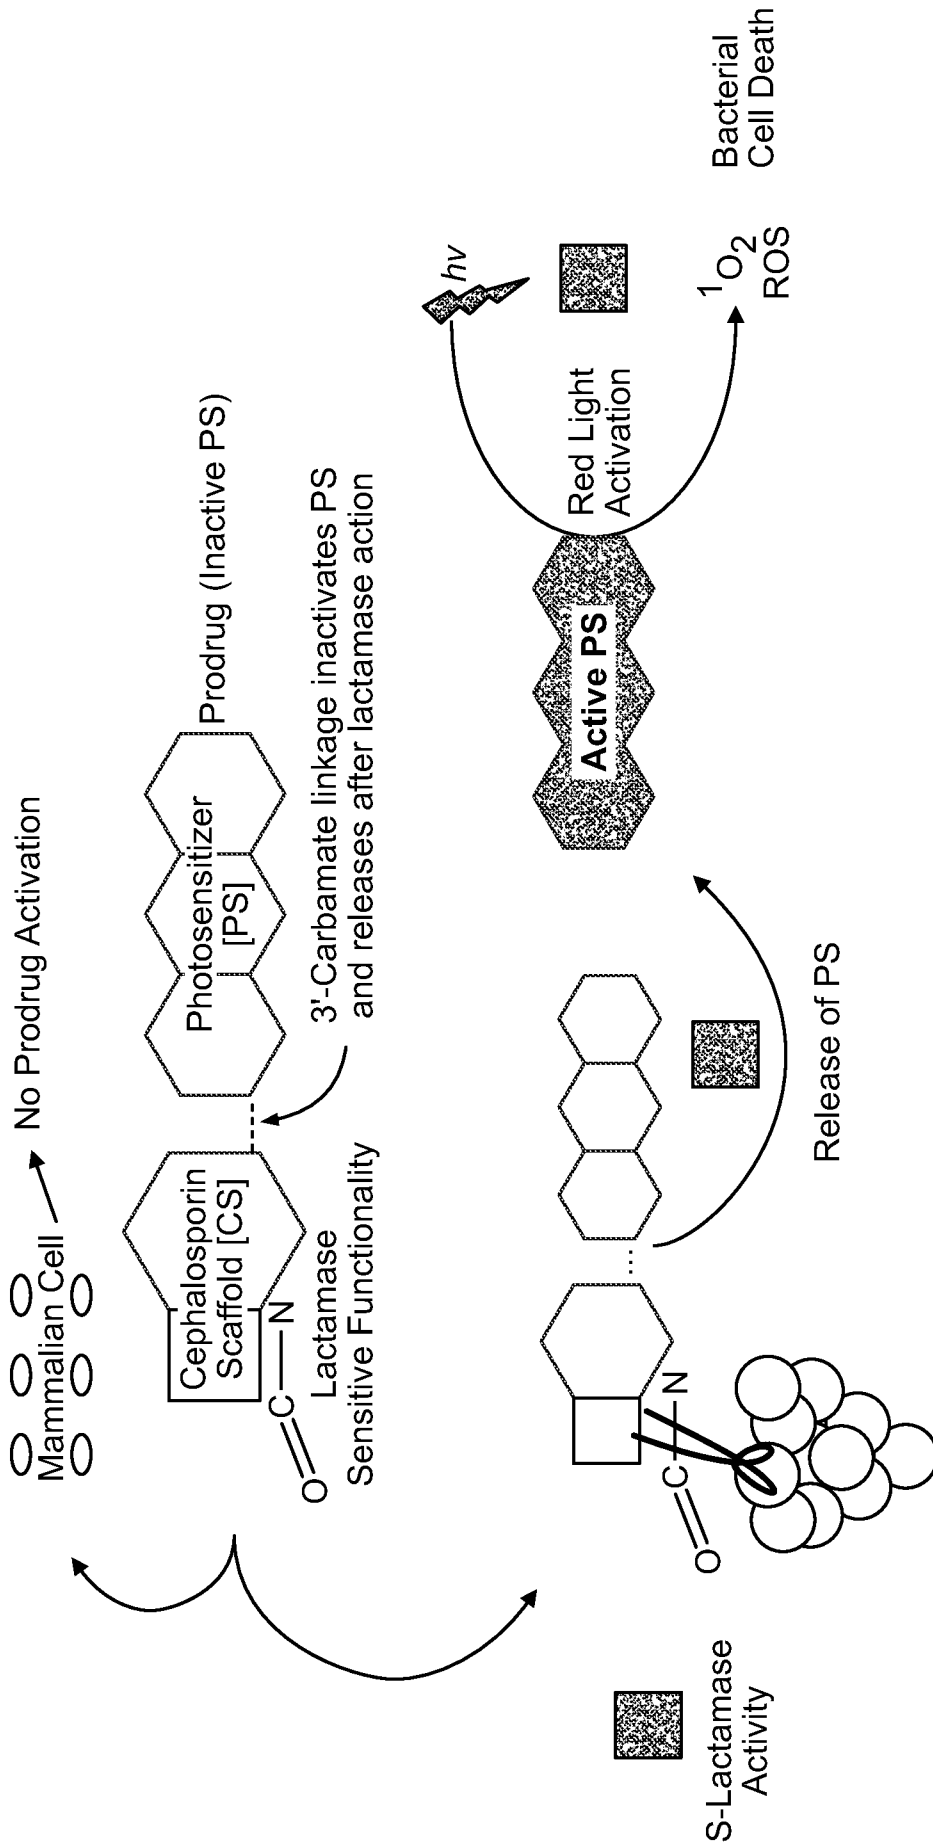 Mammalian Cell
No Prodrug Activation
Cephalosporin
Scaffold [CS]
Photosensitizer
[PS]
Prodrug (Inactive PS)
N
C
O
Lactamase
Sensitive Functionality
3'-Carbamate linkage inactivates PS
and releases after lactamase action
S-Lactamase
Activity
N
C
O
Release of PS
Active PS
Red Light
Activation
hv
¹O₂
ROS
Bacterial
Cell Death